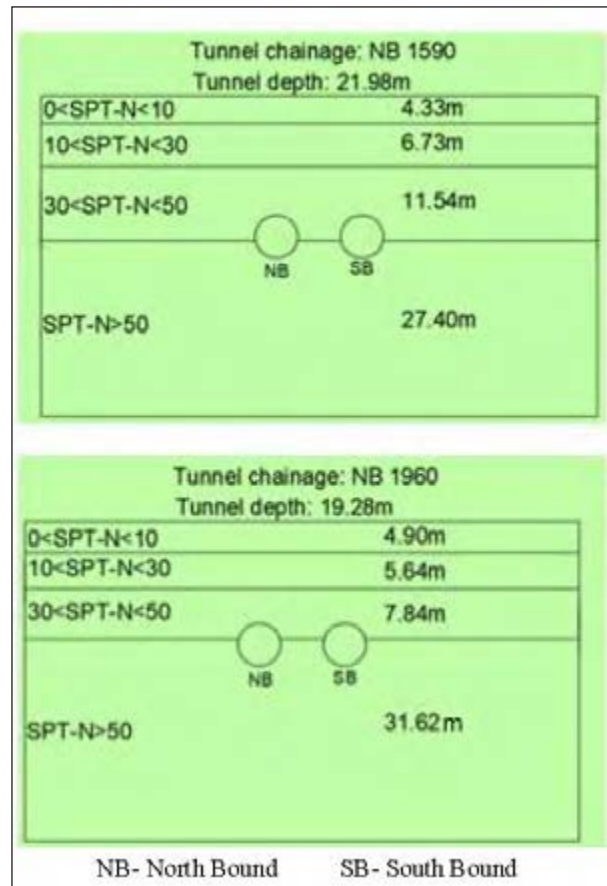 Tunnel chainage: NB 1590
Tunnel depth: 21.98m
0<SPT-N<10 4.33m
10<SPT-N<30 6.73m
30<SPT-N<50 11.54m
NB SB
SPT-N>50 27.40m
Tunnel chainage: NB 1960
Tunnel depth: 19.28m
0<SPT-N<10 4.90m
10<SPT-N<30 5.64m
30<SPT-N<50 7.84m
NB SB
SPT-N>50 31.62m
NB- North Bound SB- South Bound